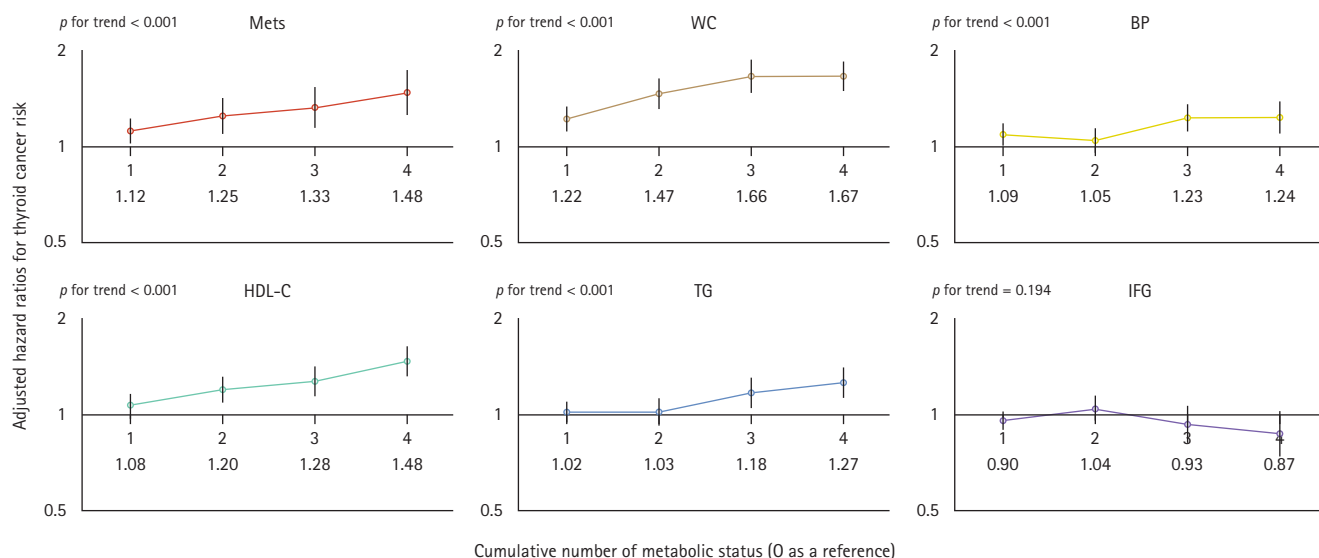 Adjusted hazard ratios for thyroid cancer risk
p for trend < 0.001 Mets
2
1
1 2 3 4
1.12 1.25 1.33 1.48
0.5
p for trend < 0.001 WC
2
1
1 2 3 4
1.22 1.47 1.66 1.67
0.5
p for trend < 0.001 BP
2
1
1 2 3 4
1.09 1.05 1.23 1.24
0.5
p for trend < 0.001 HDL-C
2
1
1 2 3 4
1.08 1.20 1.28 1.48
0.5
p for trend < 0.001 TG
2
1
1 2 3 4
1.02 1.03 1.18 1.27
0.5
p for trend = 0.194 IFG
2
1
1 2 3 4
0.90 1.04 0.93 0.87
0.5
Cumulative number of metabolic status (0 as a reference)